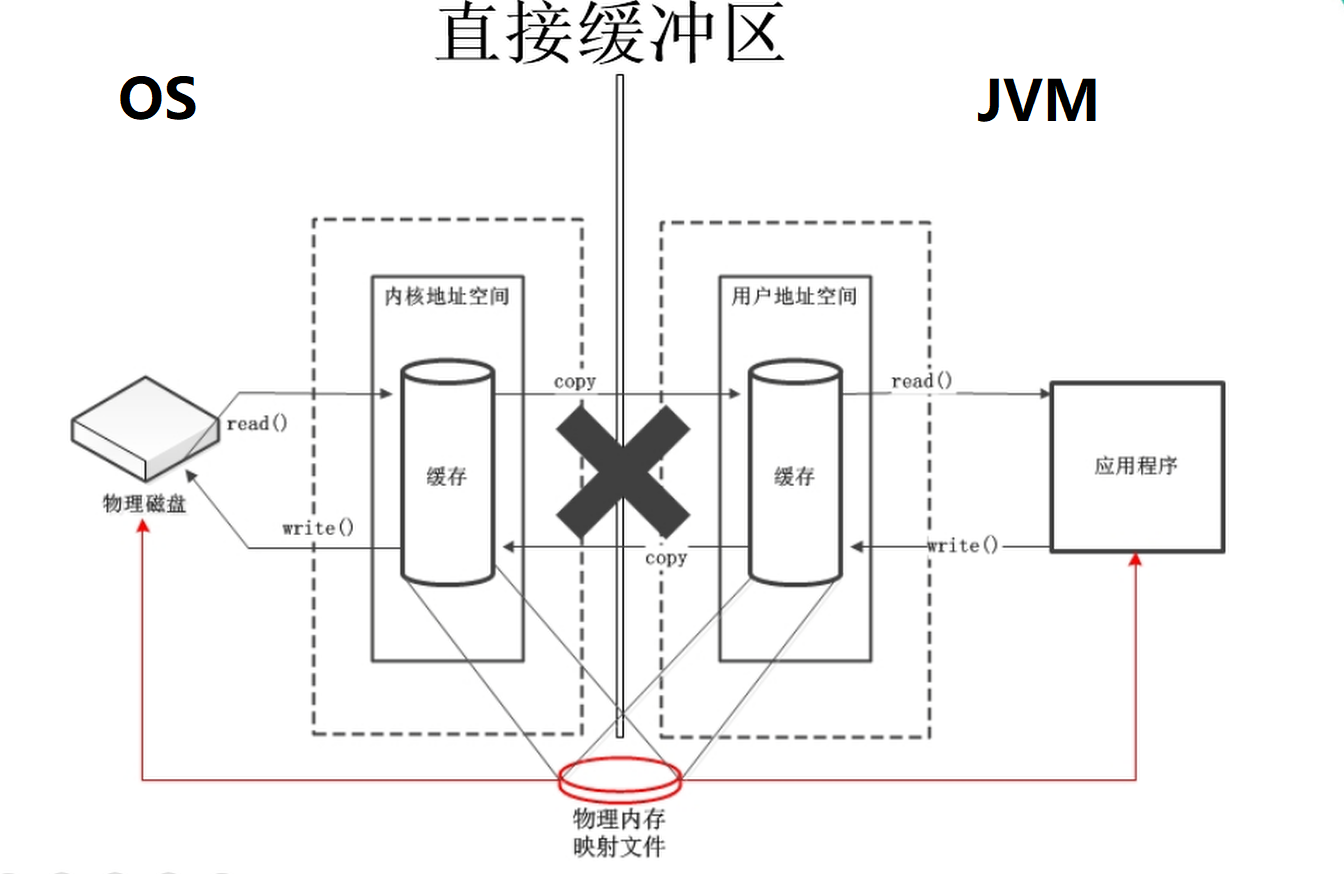 直接缓冲区
OS
JVM
内核地址空间
用户地址空间
copy
read()
read()
缓存
缓存
应用程序
物理磁盘
write()
write()
copy
物理内存
映射文件